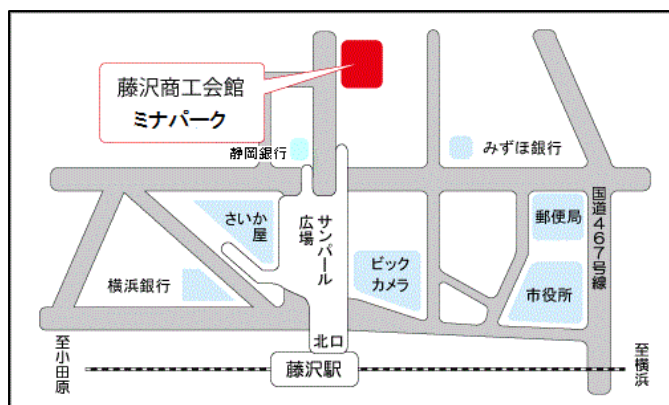 藤沢商工会館
ミナパーク
静岡銀行
みずほ銀行
さいか
屋
サンパール
広場
郵便局
国道467号線
横浜銀行
ビック
カメラ
市役所
北口
至小田原
藤沢駅
至横浜